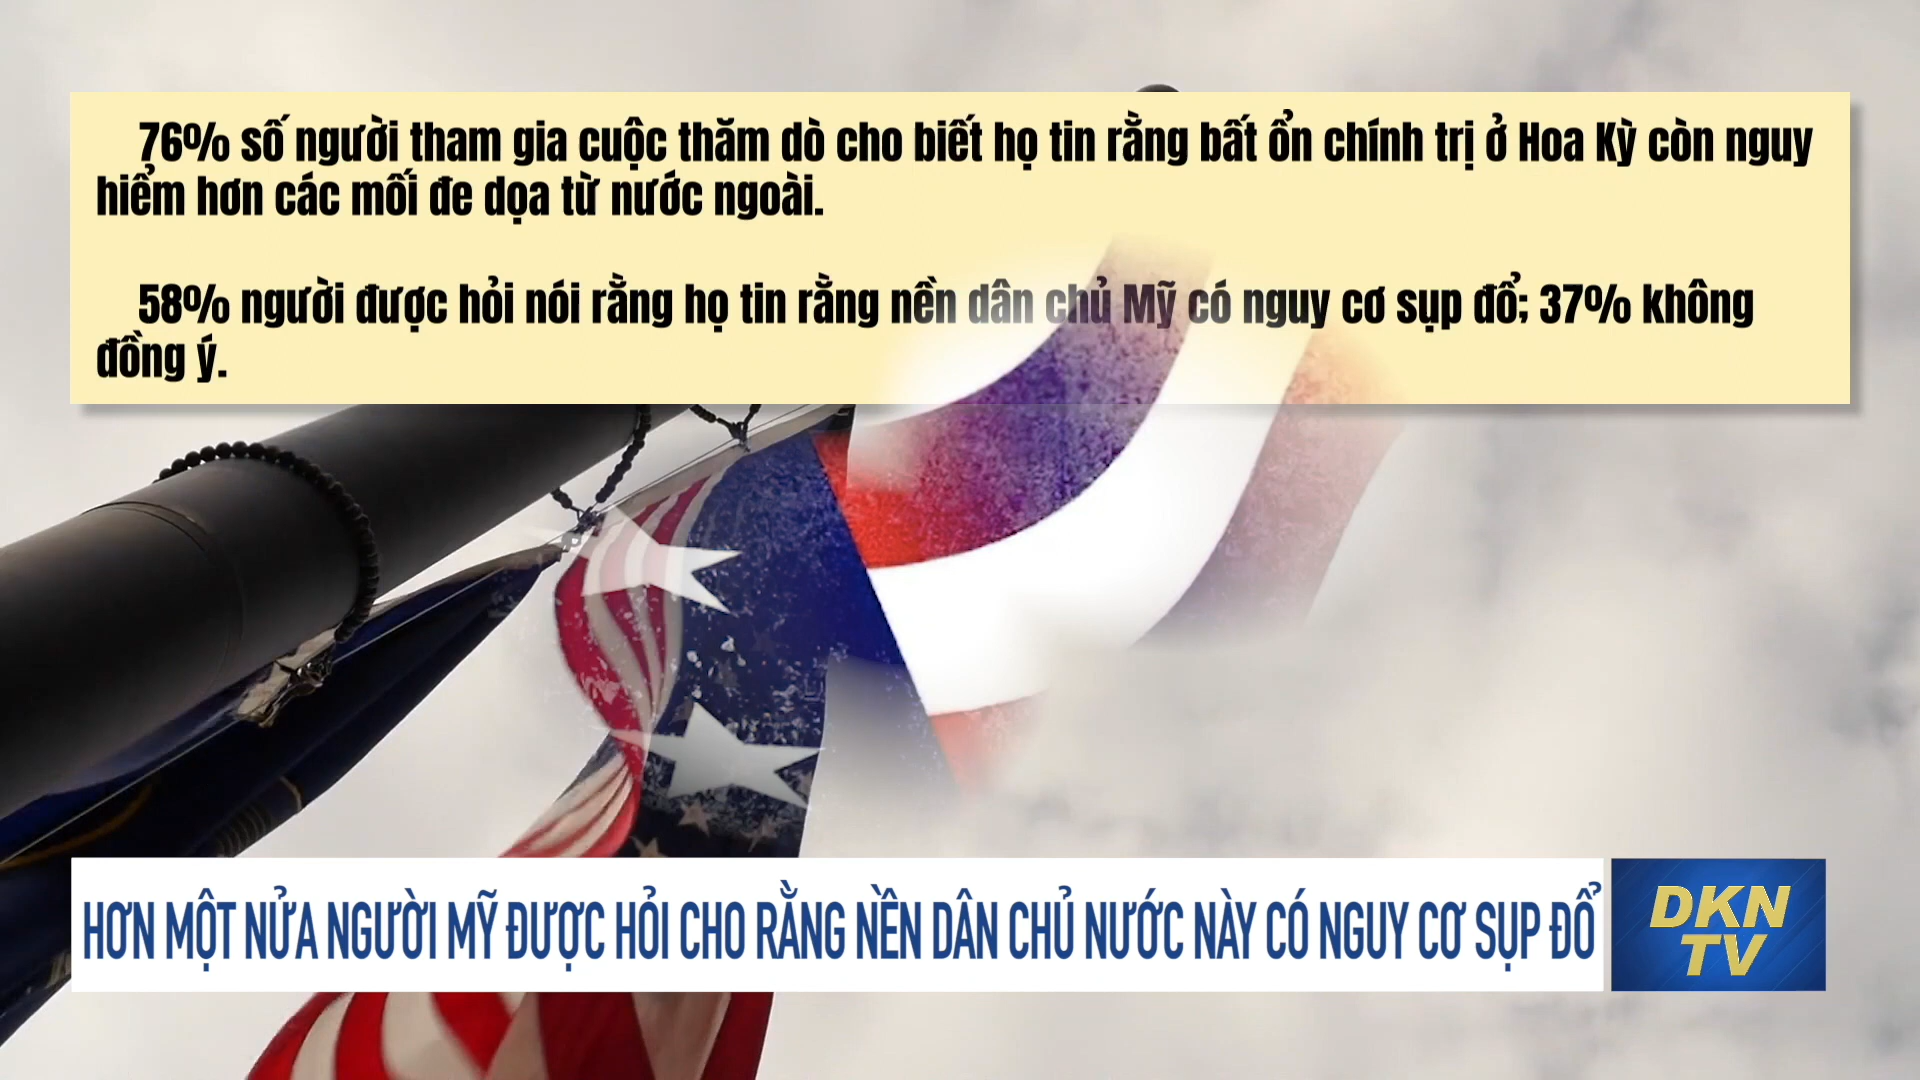 76% số người tham gia cuộc thăm dò cho biết họ tin rằng bất ổn chính trị ở Hoa Kỳ còn nguy
hiểm hơn các mối đe dọa từ nước ngoài.
58% người được hỏi nói rằng họ tin rằng nền dân chủ Mỹ có nguy cơ sụp đổ; 37% không
đồng ý.
HƠN MỘT NỬA NGƯỜI MỸ ĐƯỢC HỎI CHO RẰNG NỀN DÂN CHỦ NƯỚC NÀY CÓ NGUY CƠ SỤP ĐỔ
DKN
TV